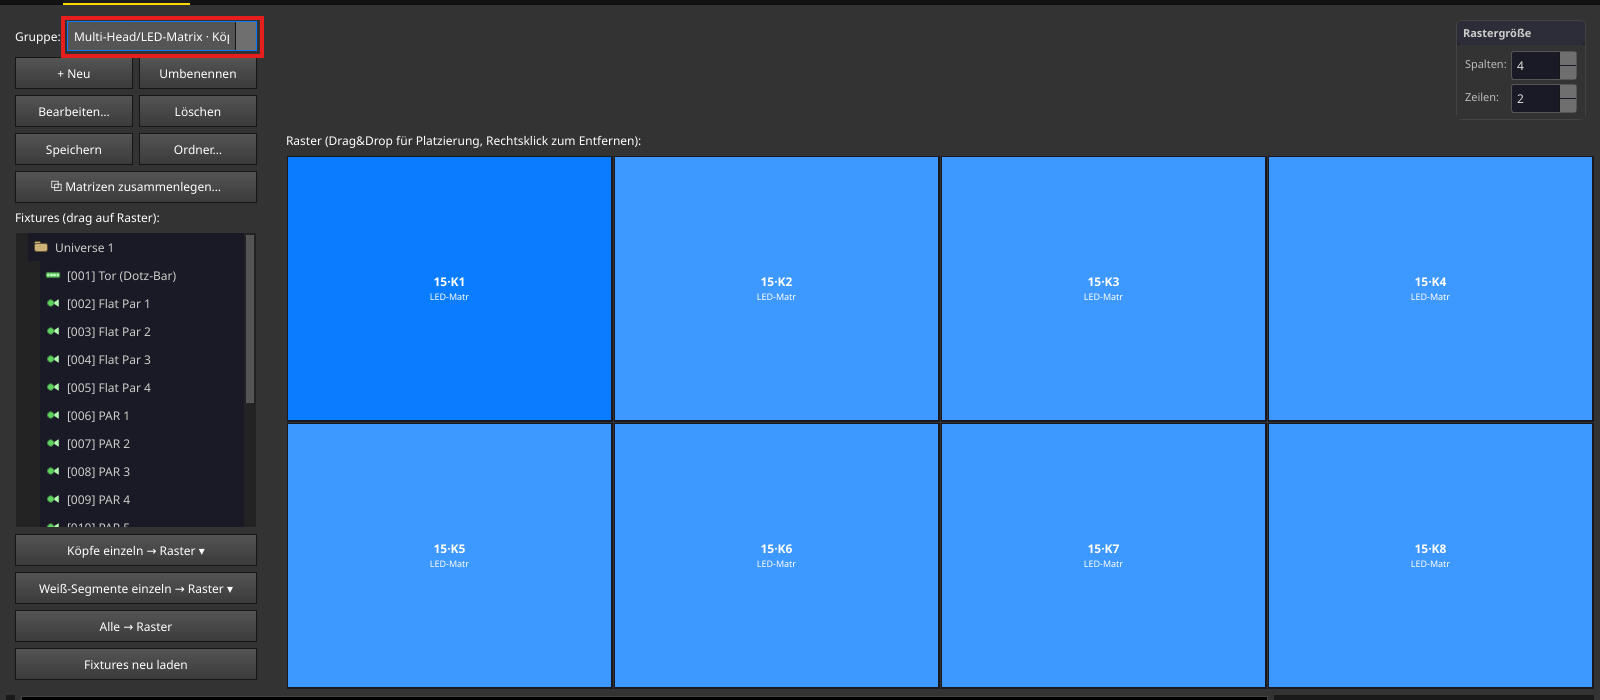 Gruppe:
Multi-Head/LED-Matrix · Köp
+ Neu
Umbenennen
Bearbeiten...
Löschen
Speichern
Ordner...
Matrizen zusammenlegen...
Fixtures (drag auf Raster):
Universe 1
[001] Tor (Dotz-Bar)
[002] Flat Par 1
[003] Flat Par 2
[004] Flat Par 3
[005] Flat Par 4
[006] PAR 1
[007] PAR 2
[008] PAR 3
[009] PAR 4
[010] PAR 5
Köpfe einzeln → Raster ▾
Weiß-Segmente einzeln → Raster ▾
Alle → Raster
Fixtures neu laden
Rastergröße
Spalten: 4
Zeilen: 2
Raster (Drag&Drop für Platzierung, Rechtsklick zum Entfernen):
15·K1
LED-Matr
15·K2
LED-Matr
15·K3
LED-Matr
15·K4
LED-Matr
15·K5
LED-Matr
15·K6
LED-Matr
15·K7
LED-Matr
15·K8
LED-Matr